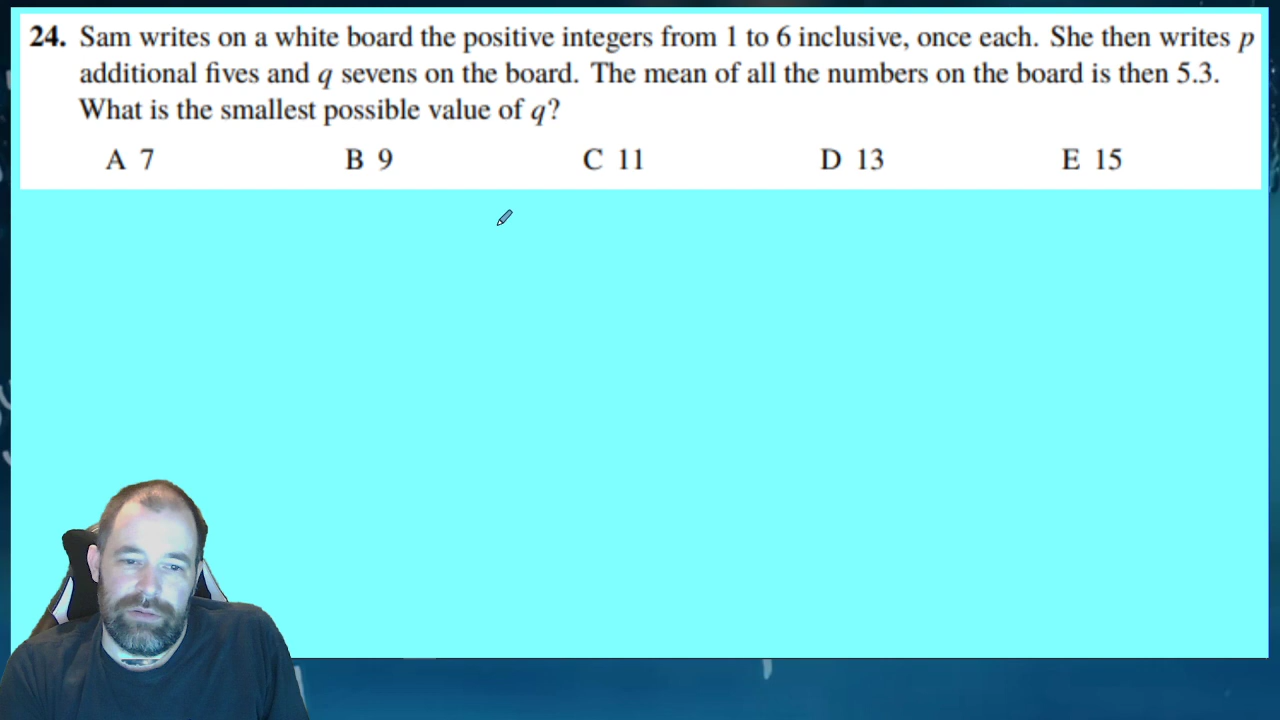 24. Sam writes on a white board the positive integers from 1 to 6 inclusive, once each. She then writes p
additional fives and q sevens on the board. The mean of all the numbers on the board is then 5.3.
What is the smallest possible value of q?
A 7 B 9 C 11 D 13 E 15